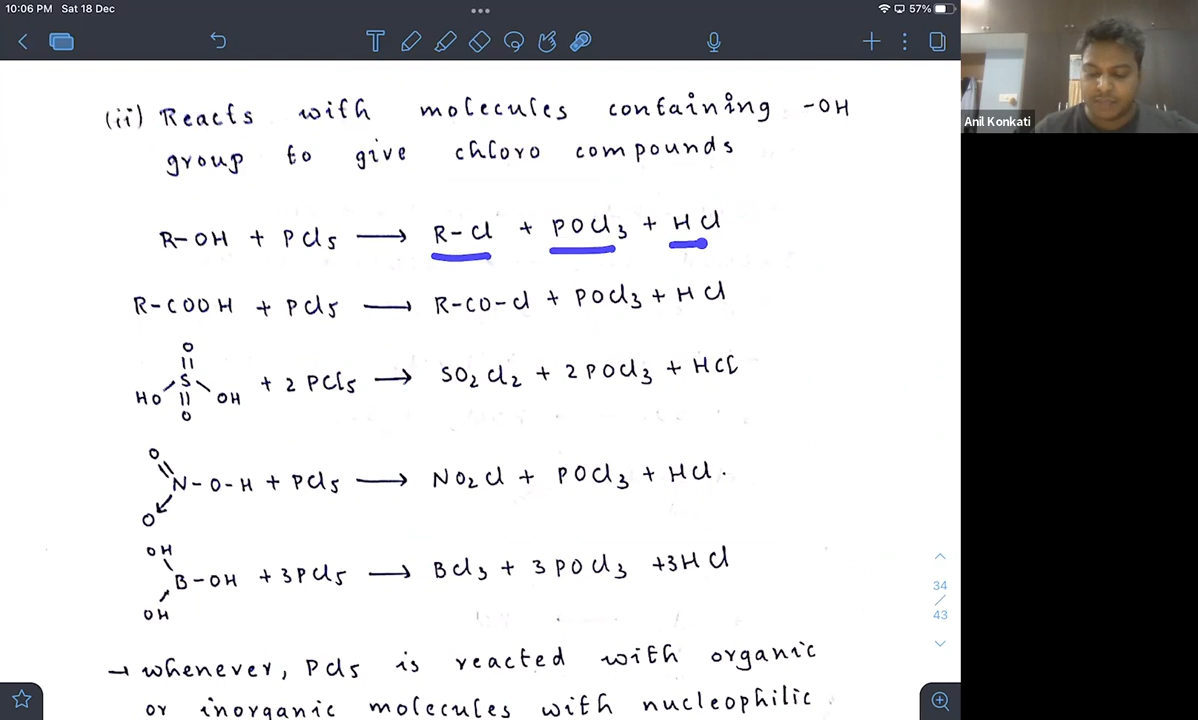 10:06 PM Sat 18 Dec
57%
Anil Konkati
(ii) Reacts with molecules containing -OH
group to give chloro compounds
R-OH + PCl5 ⟶ R-Cl + POCl3 + HCl
R-COOH + PCl5 ⟶ R-CO-Cl + POCl3 + HCl
O
||
S
HO || OH + 2 PCl5 ⟶ SO2Cl2 + 2POCl3 + HCl
O
O
N-O-H + PCl5 ⟶ NO2Cl + POCl3 + HCl.
O
OH
B-OH + 3PCl5 ⟶ BCl3 + 3POCl3 +3HCl
OH
34
/
43
→ whenever, PCl5 is reacted with organic
or inorganic molecules with nucleophilic